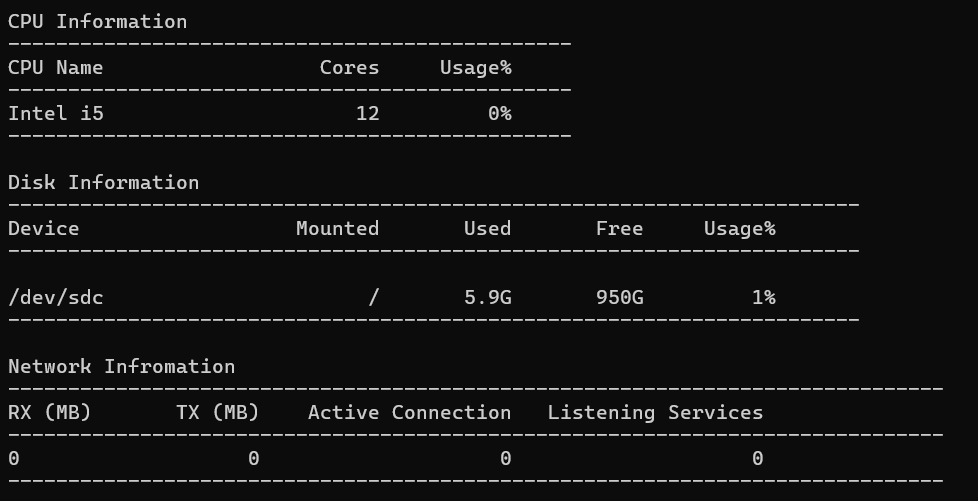 CPU Information
-----------------------------------------------
CPU Name                  Cores     Usage%
-----------------------------------------------
Intel i5                     12         0%
-----------------------------------------------
Disk Information
-----------------------------------------------------------------------
Device                  Mounted       Used       Free     Usage%
-----------------------------------------------------------------------
/dev/sdc                      /       5.9G       950G         1%
-----------------------------------------------------------------------
Network Infromation
------------------------------------------------------------------------------
RX (MB)       TX (MB)    Active Connection   Listening Services
------------------------------------------------------------------------------
0                   0                    0                    0
------------------------------------------------------------------------------